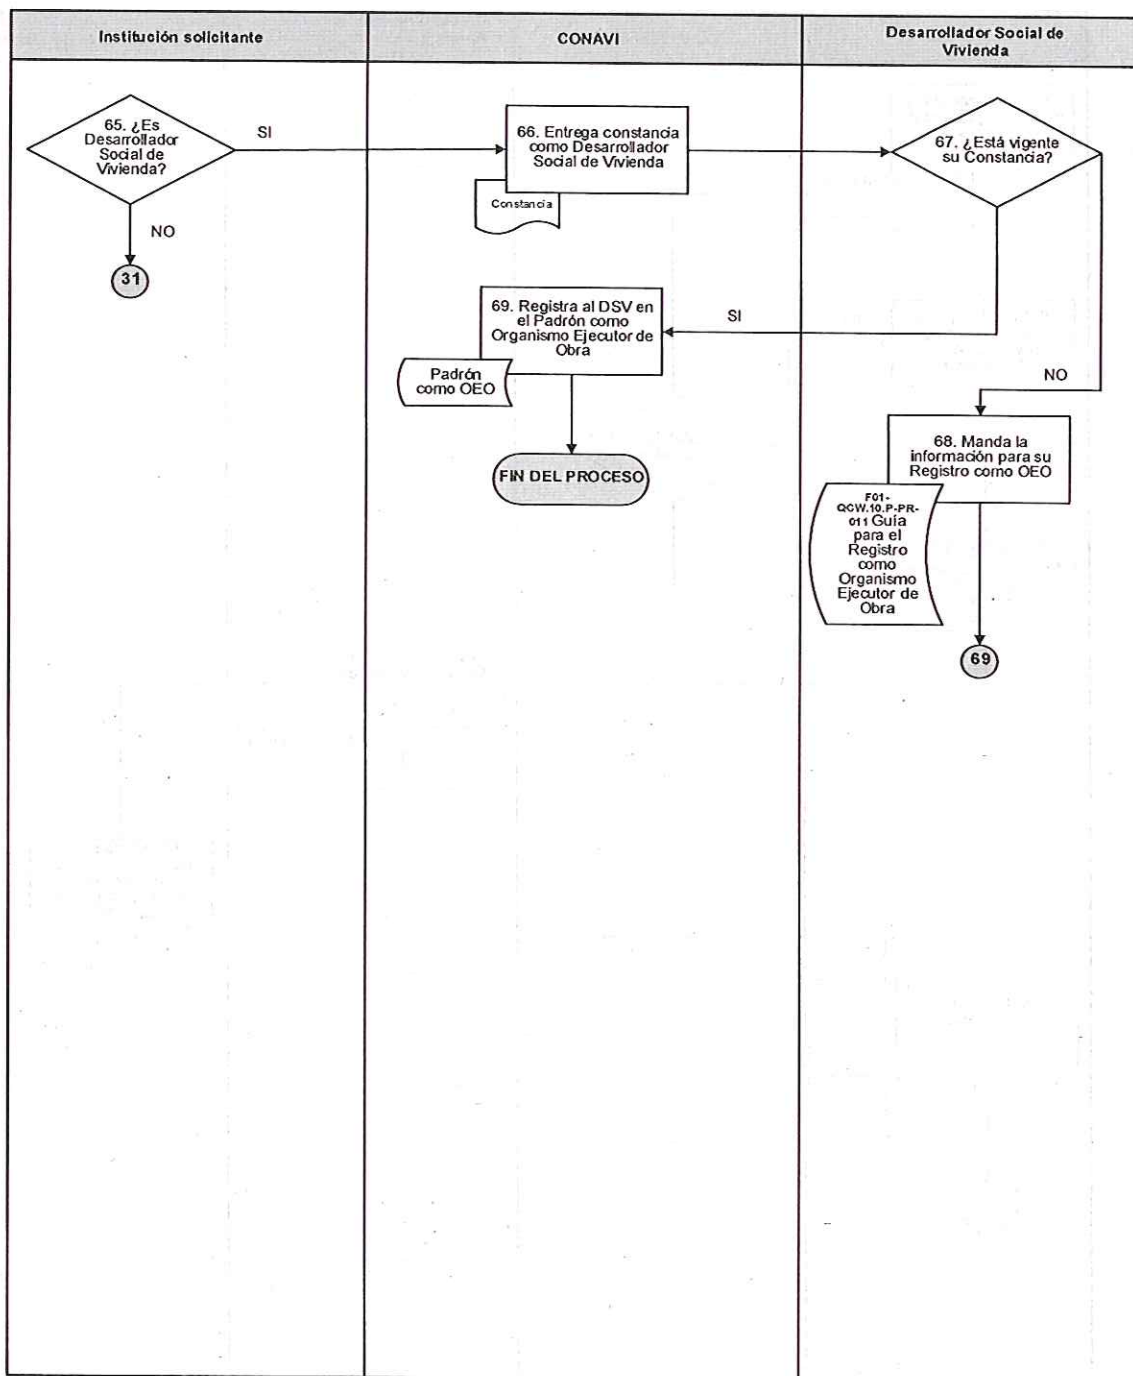 Institución solicitante
CONAVI
Desarrollador Social de
Vivienda
65. ¿Es
Desarrollador
Social de
Vivienda?
SI
66. Entrega constancia
como Desarrollador
Social de Vivienda
Constancia
67. ¿Está vigente
su Constancia?
NO
31
69. Registra al DSV en
el Padrón como
Organismo Ejecutor de
Obra
SI
Padrón
como OEO
NO
FIN DEL PROCESO
68. Manda la
información para su
Registro como OEO
F01-
QCW.10.P-PR-
011 Guía
para el
Registro
como
Organismo
Ejecutor de
Obra
69